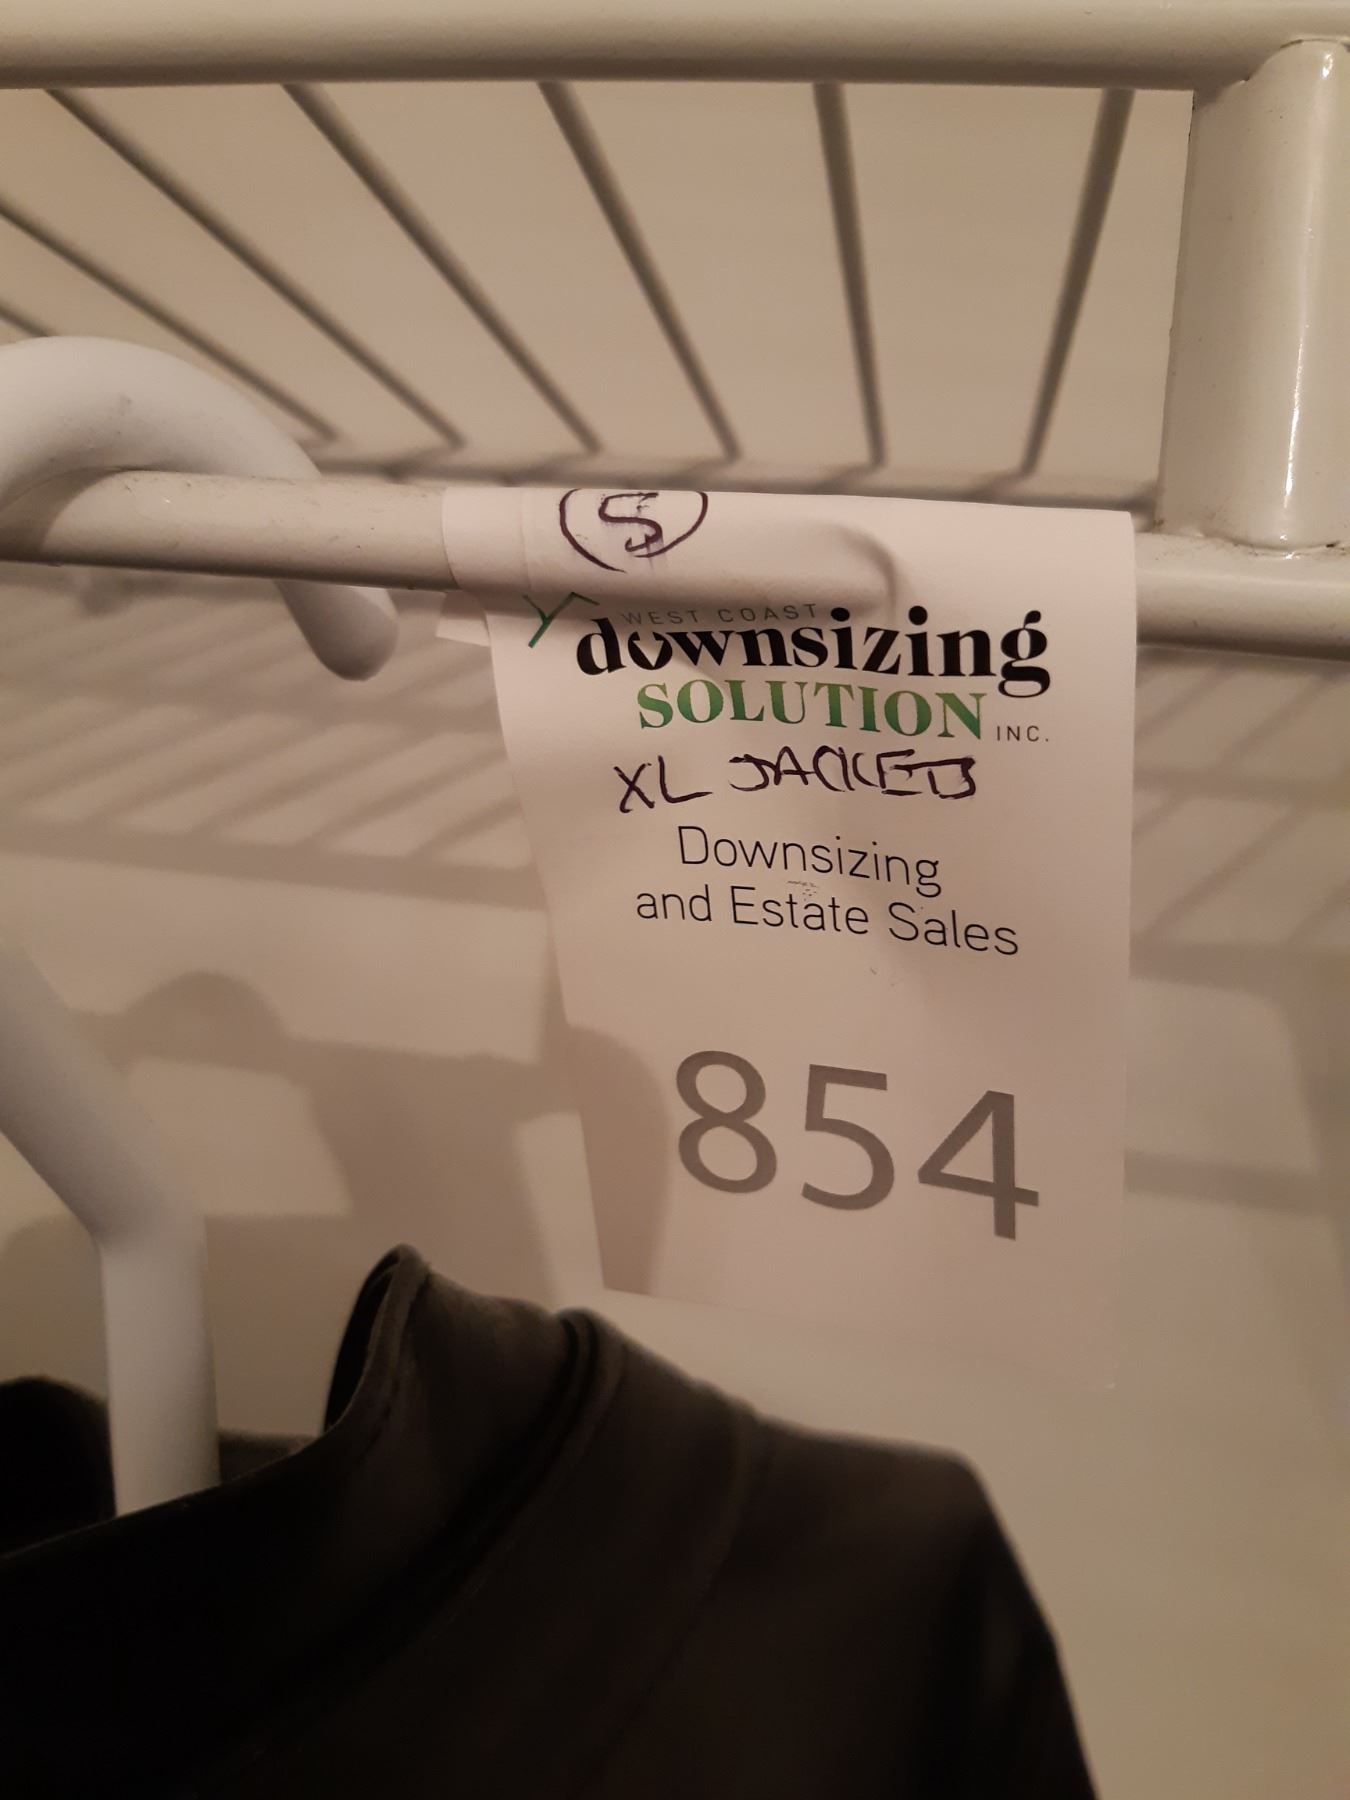 5
WEST COAST
downsizing
SOLUTION INC.
XL JACKETS
Downsizing
and Estate Sales
854